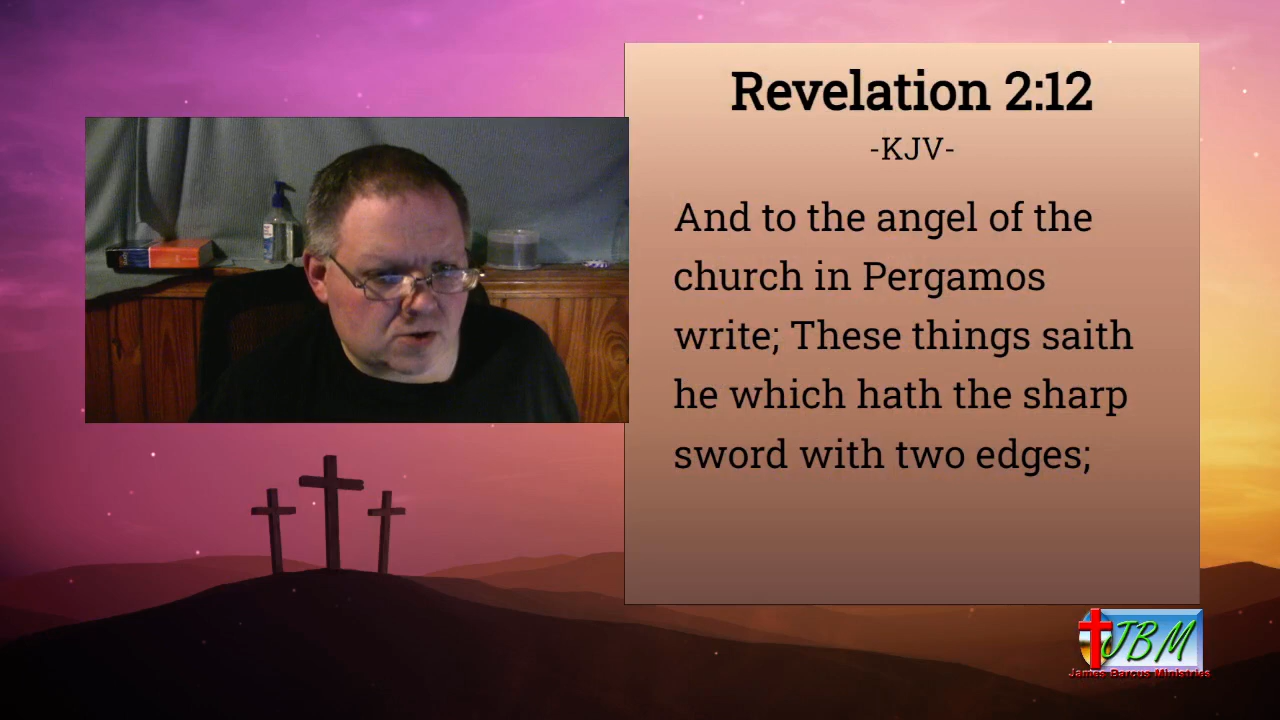 Revelation 2:12
-KJV-
And to the angel of the
church in Pergamos
write; These things saith
he which hath the sharp
sword with two edges;
JBM
James Barcus Ministries